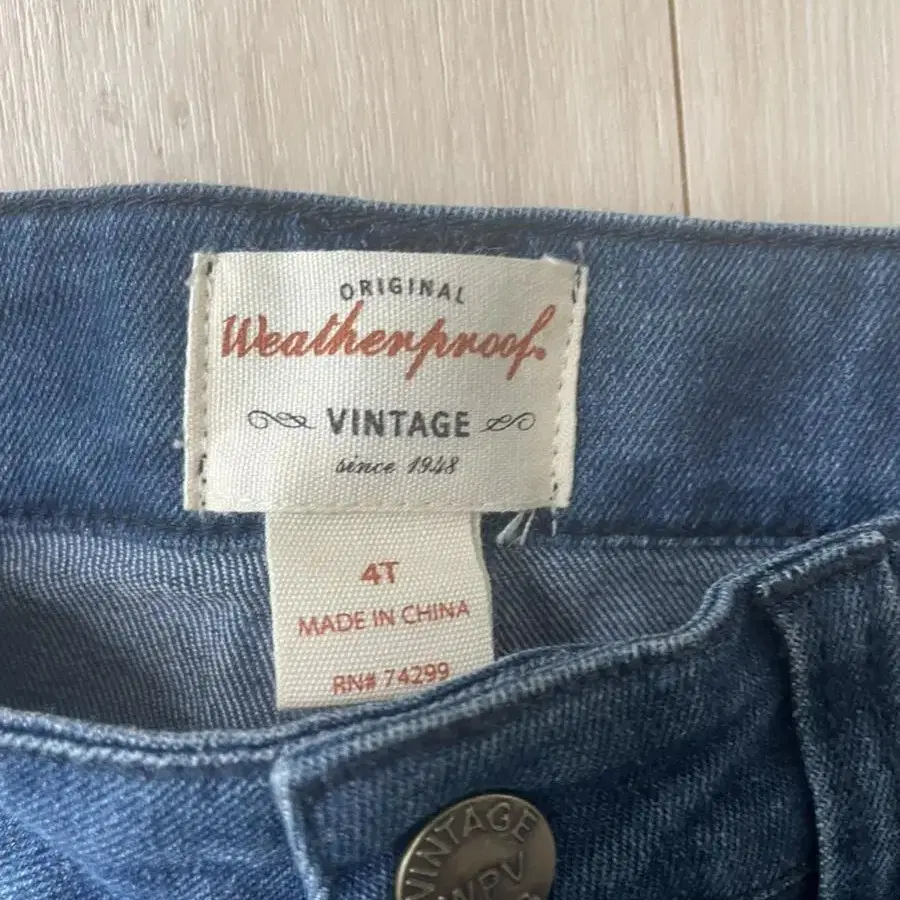 ORIGINAL
Weatherproof
VINTAGE
since 1948
4T
MADE IN CHINA
RN# 74299
VINTAGE
WPV